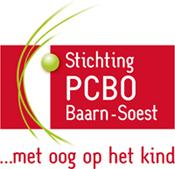 Stichting
PCBO
Baarn-Soest
...met oog op het kind